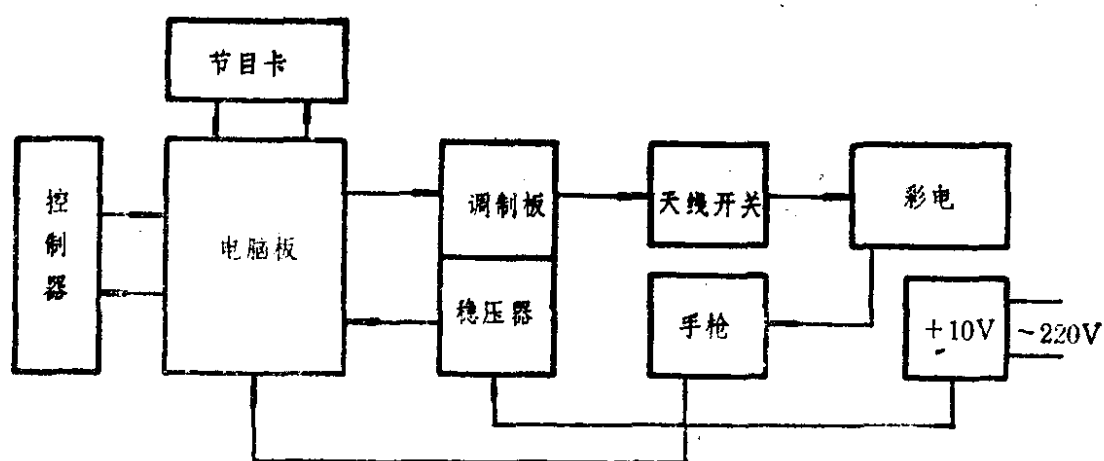 节目卡
控制器
电脑板
调制板
稳压器
天线开关
手枪
彩电
+10V
~220V